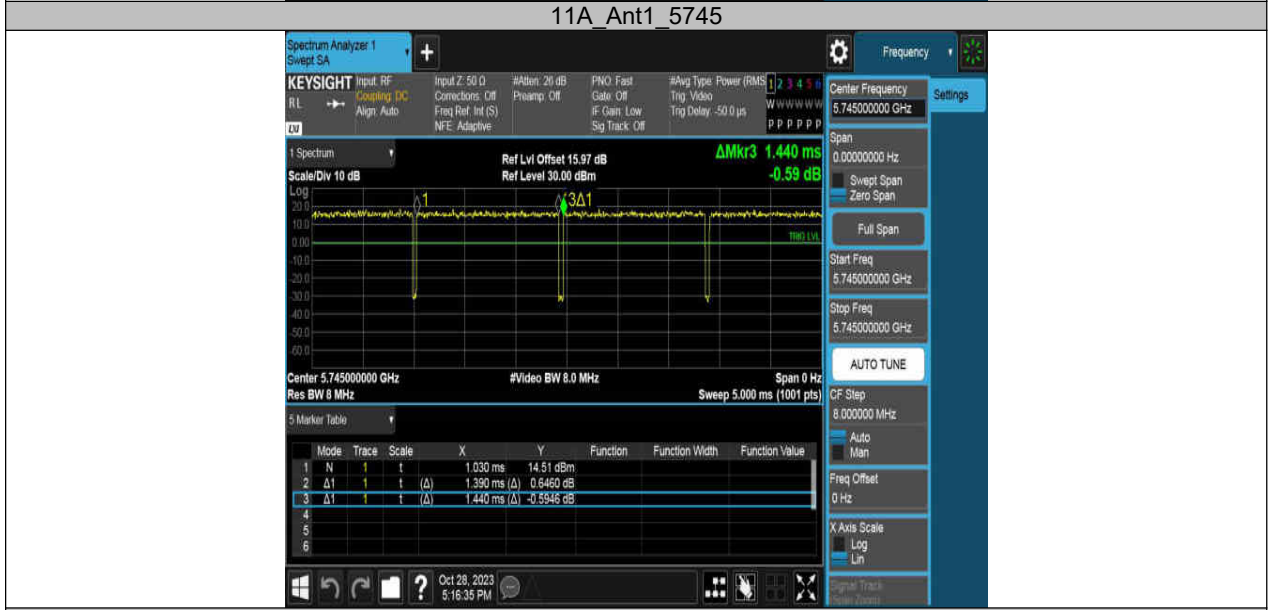 11A_Ant1_5745
Spectrum Analyzer 1
Swept SA
+
Frequency
KEYSIGHT
RL
LXI
Input: RF
Coupling: DC
Align: Auto
Input Z: 50 Ω
Corrections: Off
Freq Ref: Int (S)
NFE: Adaptive
#Atten: 26 dB
Preamp: Off
PNO: Fast
Gate: Off
IF Gain: Low
Sig Track: Off
#Avg Type: Power (RMS
Trig: Video
Trig Delay: -50.0 µs
1 2 3 4 5 6
W W W W W W
P P P P P P
Center Frequency
5.745000000 GHz
Settings
Span
0.00000000 Hz
Swept Span
Zero Span
Full Span
Start Freq
5.745000000 GHz
Stop Freq
5.745000000 GHz
AUTO TUNE
CF Step
8.000000 MHz
Auto
Man
Freq Offset
0 Hz
X Axis Scale
Log
Lin
Signal Track
(Span Zoom)
1 Spectrum
Scale/Div 10 dB
Ref Lvl Offset 15.97 dB
Ref Level 30.00 dBm
ΔMkr3 1.440 ms
-0.59 dB
Log
20.0
10.0
0.00
-10.0
-20.0
-30.0
-40.0
-50.0
-60.0
1
3Δ1
TRIG LVL
Center 5.745000000 GHz
#Video BW 8.0 MHz
Span 0 Hz
Res BW 8 MHz
Sweep 5.000 ms (1001 pts)
5 Marker Table
Mode Trace Scale X Y Function Function Width Function Value
1 N 1 t 1.030 ms 14.51 dBm
2 Δ1 1 t (Δ) 1.390 ms (Δ) 0.6460 dB
3 Δ1 1 t (Δ) 1.440 ms (Δ) -0.5946 dB
4
5
6
?
Oct 28, 2023
5:16:35 PM